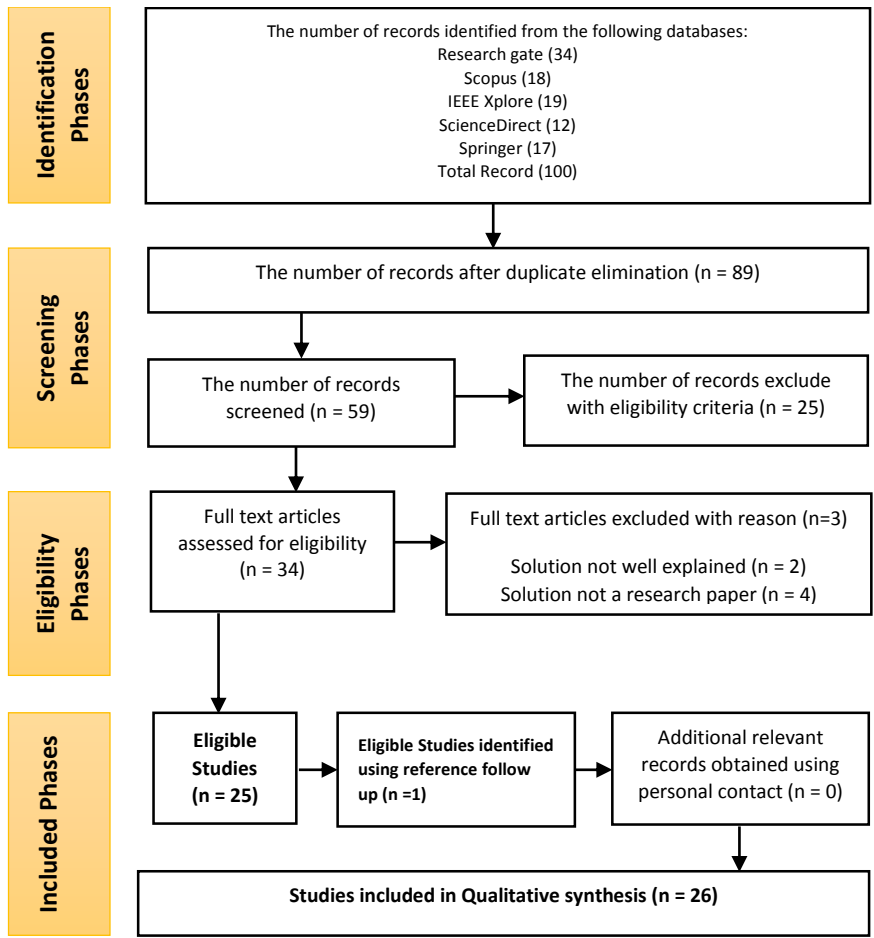 Identification
Phases
The number of records identified from the following databases:
Research gate (34)
Scopus (18)
IEEE Xplore (19)
ScienceDirect (12)
Springer (17)
Total Record (100)
Screening
Phases
The number of records after duplicate elimination (n = 89)
The number of records
screened (n = 59)
The number of records exclude
with eligibility criteria (n = 25)
Eligibility
Phases
Full text articles
assessed for eligibility
(n = 34)
Full text articles excluded with reason (n=3)
Solution not well explained (n = 2)
Solution not a research paper (n = 4)
Included Phases
Eligible
Studies
(n = 25)
Eligible Studies identified
using reference follow
up (n =1)
Additional relevant
records obtained using
personal contact (n = 0)
Studies included in Qualitative synthesis (n = 26)